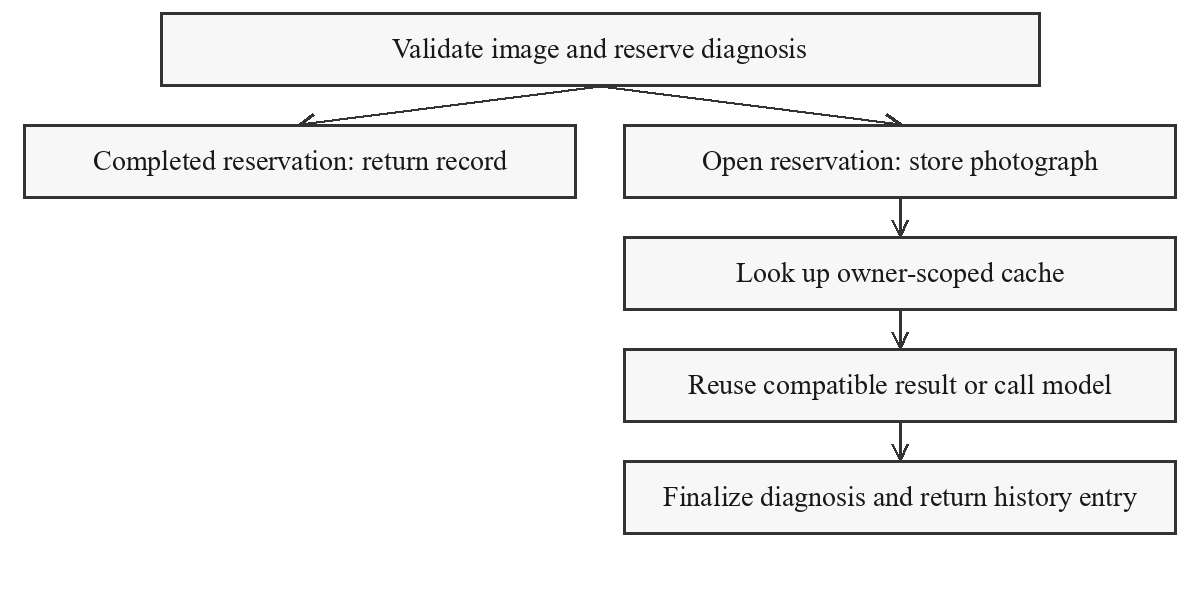 Validate image and reserve diagnosis
Completed reservation: return record
Open reservation: store photograph
Look up owner-scoped cache
Reuse compatible result or call model
Finalize diagnosis and return history entry